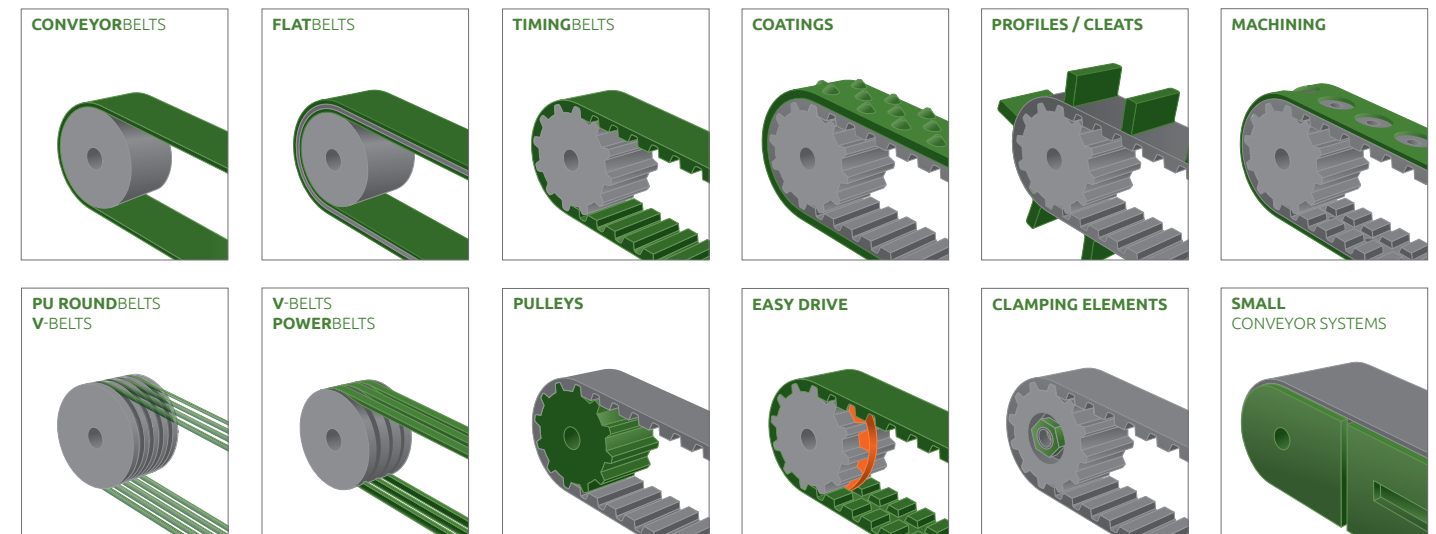 CONVEYORBELTS
FLATBELTS
TIMINGBELTS
COATINGS
PROFILES / CLEATS
MACHINING
PU ROUNDBELTS
V-BELTS
V-BELTS
POWERBELTS
PULLEYS
EASY DRIVE
CLAMPING ELEMENTS
SMALL
CONVEYOR SYSTEMS